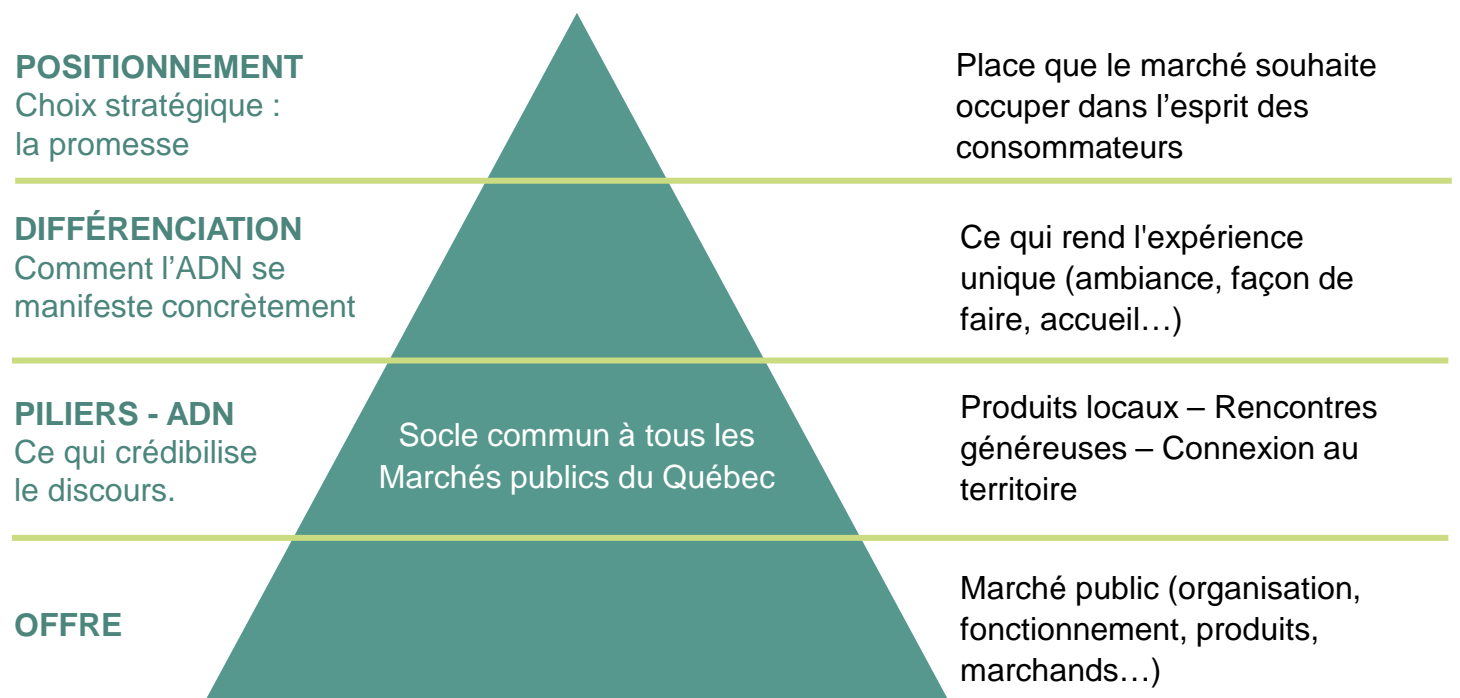 POSITIONNEMENT
Choix stratégique :
la promesse
Place que le marché souhaite
occuper dans l’esprit des
consommateurs
DIFFÉRENCIATION
Comment l’ADN se
manifeste concrètement
Ce qui rend l'expérience
unique (ambiance, façon de
faire, accueil…)
PILIERS - ADN
Ce qui crédibilise
le discours.
Socle commun à tous les
Marchés publics du Québec
Produits locaux – Rencontres
généreuses – Connexion au
territoire
OFFRE
Marché public (organisation,
fonctionnement, produits,
marchands…)